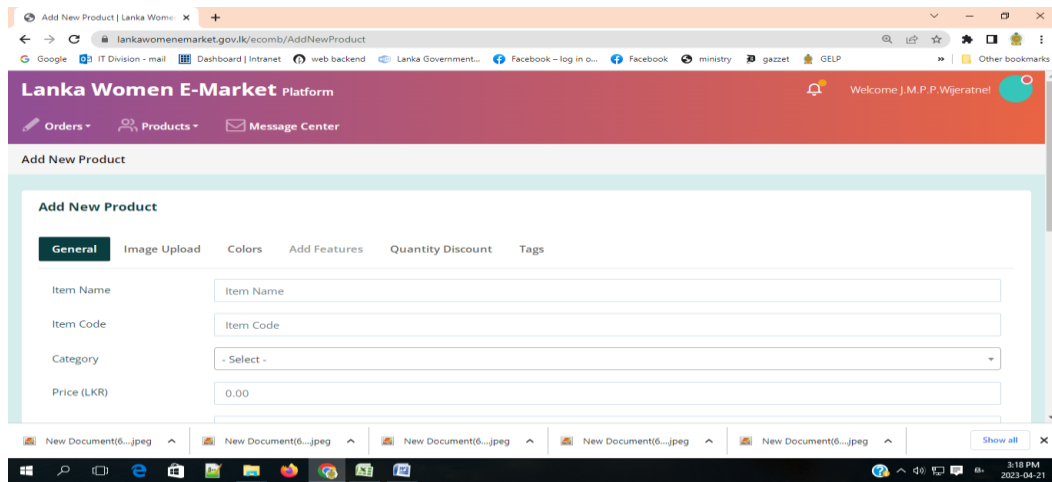 Add New Product | Lanka Wome
lankawomenemarket.gov.lk/ecomb/AddNewProduct
Google IT Division - mail Dashboard | Intranet web backend Lanka Government... Facebook – log in o... Facebook ministry gazzet GELP » Other bookmarks
Lanka Women E-Market Platform
Welcome J.M.P.P.Wijeratne!
Orders Products Message Center
Add New Product
Add New Product
General Image Upload Colors Add Features Quantity Discount Tags
Item Name Item Name
Item Code Item Code
Category - Select -
Price (LKR) 0.00
New Document(6....jpeg New Document(6....jpeg New Document(6....jpeg New Document(6....jpeg New Document(6....jpeg Show all
3:18 PM
2023-04-21